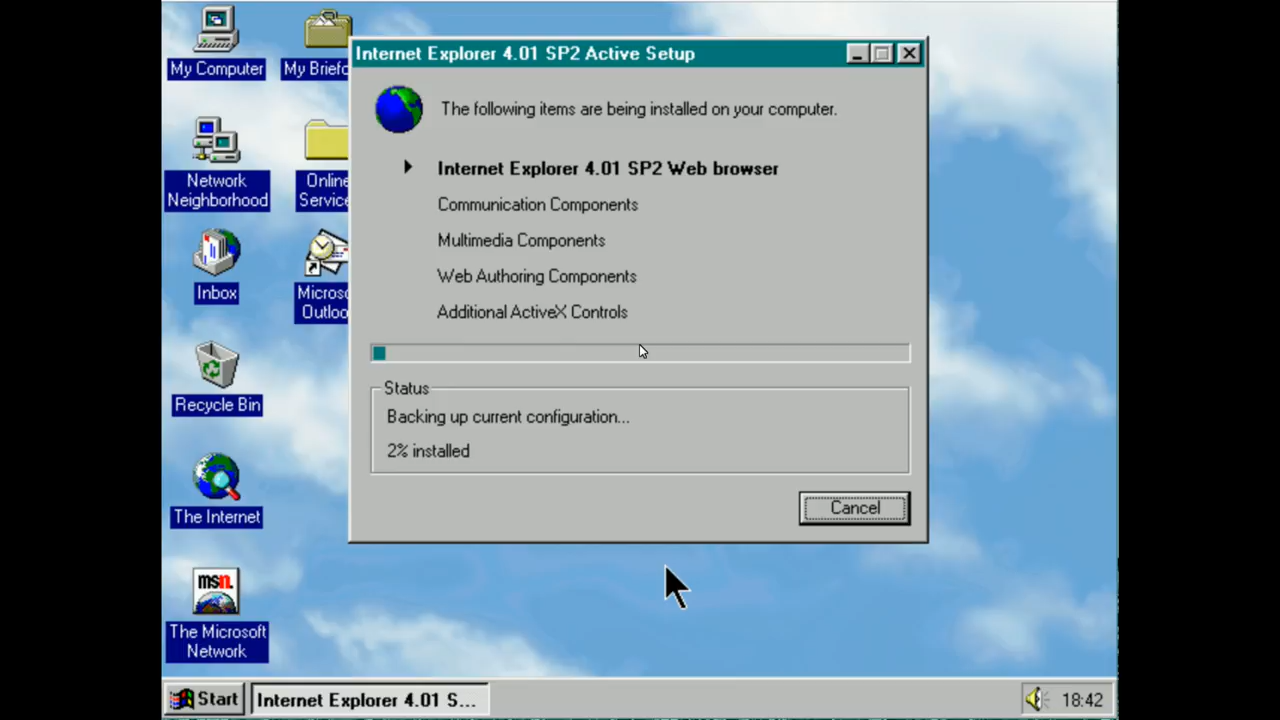 My Computer
My Briefc
Network
Neighborhood
Online
Service
Inbox
Microso
Outloo
Recycle Bin
The Internet
msn.
The Microsoft
Network
Internet Explorer 4.01 SP2 Active Setup
The following items are being installed on your computer.
Internet Explorer 4.01 SP2 Web browser
Communication Components
Multimedia Components
Web Authoring Components
Additional ActiveX Controls
Status
Backing up current configuration...
2% installed
Cancel
Start
Internet Explorer 4.01 S...
18:42